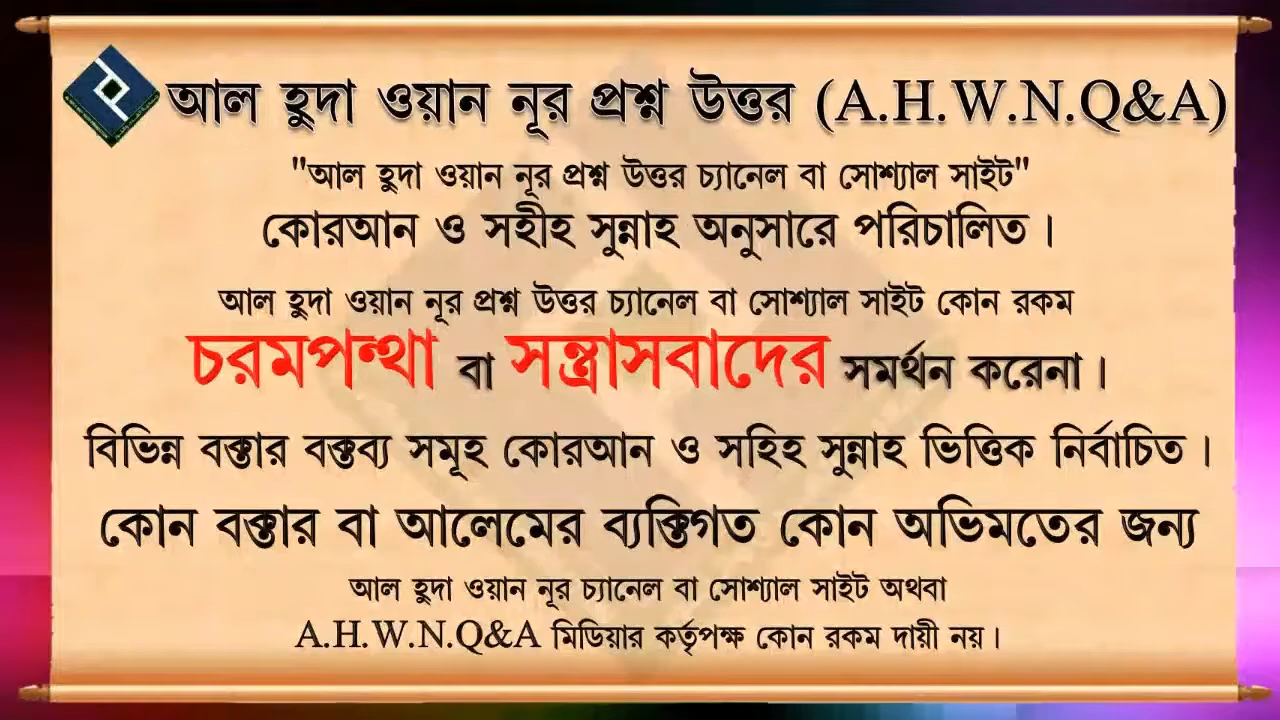 আল হুদা ওয়ান নূর প্রশ্ন উত্তর (A.H.W.N.Q&A)
"আল হুদা ওয়ান নূর প্রশ্ন উত্তর চ্যানেল বা সোশ্যাল সাইট"
কোরআন ও সহীহ সুন্নাহ অনুসারে পরিচালিত।
আল হুদা ওয়ান নূর প্রশ্ন উত্তর চ্যানেল বা সোশ্যাল সাইট কোন রকম
চরমপন্থা বা সন্ত্রাসবাদের সমর্থন করেনা।
বিভিন্ন বক্তার বক্তব্য সমূহ কোরআন ও সহিহ সুন্নাহ ভিত্তিক নির্বাচিত।
কোন বক্তার বা আলেমের ব্যক্তিগত কোন অভিমতের জন্য
আল হুদা ওয়ান নূর চ্যানেল বা সোশ্যাল সাইট অথবা
A.H.W.N.Q&A মিডিয়ার কর্তৃপক্ষ কোন রকম দায়ী নয়।